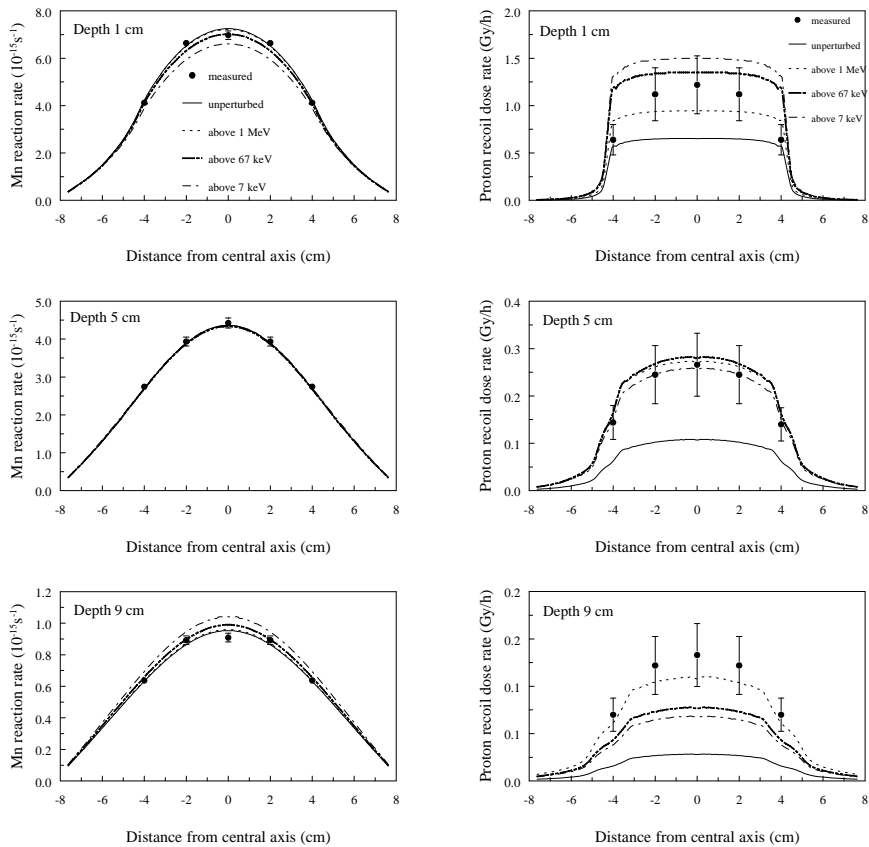 Mn reaction rate (10⁻¹⁵s⁻¹)
8.0
6.0
4.0
2.0
0.0
Depth 1 cm
measured
unperturbed
above 1 MeV
above 67 keV
above 7 keV
-8 -6 -4 -2 0 2 4 6 8
Distance from central axis (cm)
Proton recoil dose rate (Gy/h)
2.0
1.5
1.0
0.5
0.0
Depth 1 cm
measured
unperturbed
above 1 MeV
above 67 keV
above 7 keV
-8 -6 -4 -2 0 2 4 6 8
Distance from central axis (cm)
Mn reaction rate (10⁻¹⁵s⁻¹)
5.0
4.0
3.0
2.0
1.0
0.0
Depth 5 cm
-8 -6 -4 -2 0 2 4 6 8
Distance from central axis (cm)
Proton recoil dose rate (Gy/h)
0.4
0.3
0.2
0.1
0.0
Depth 5 cm
-8 -6 -4 -2 0 2 4 6 8
Distance from central axis (cm)
Mn reaction rate (10⁻¹⁵s⁻¹)
1.2
1.0
0.8
0.6
0.4
0.2
0.0
Depth 9 cm
-8 -6 -4 -2 0 2 4 6 8
Distance from central axis (cm)
Proton recoil dose rate (Gy/h)
0.2
0.2
0.1
0.1
0.0
Depth 9 cm
-8 -6 -4 -2 0 2 4 6 8
Distance from central axis (cm)